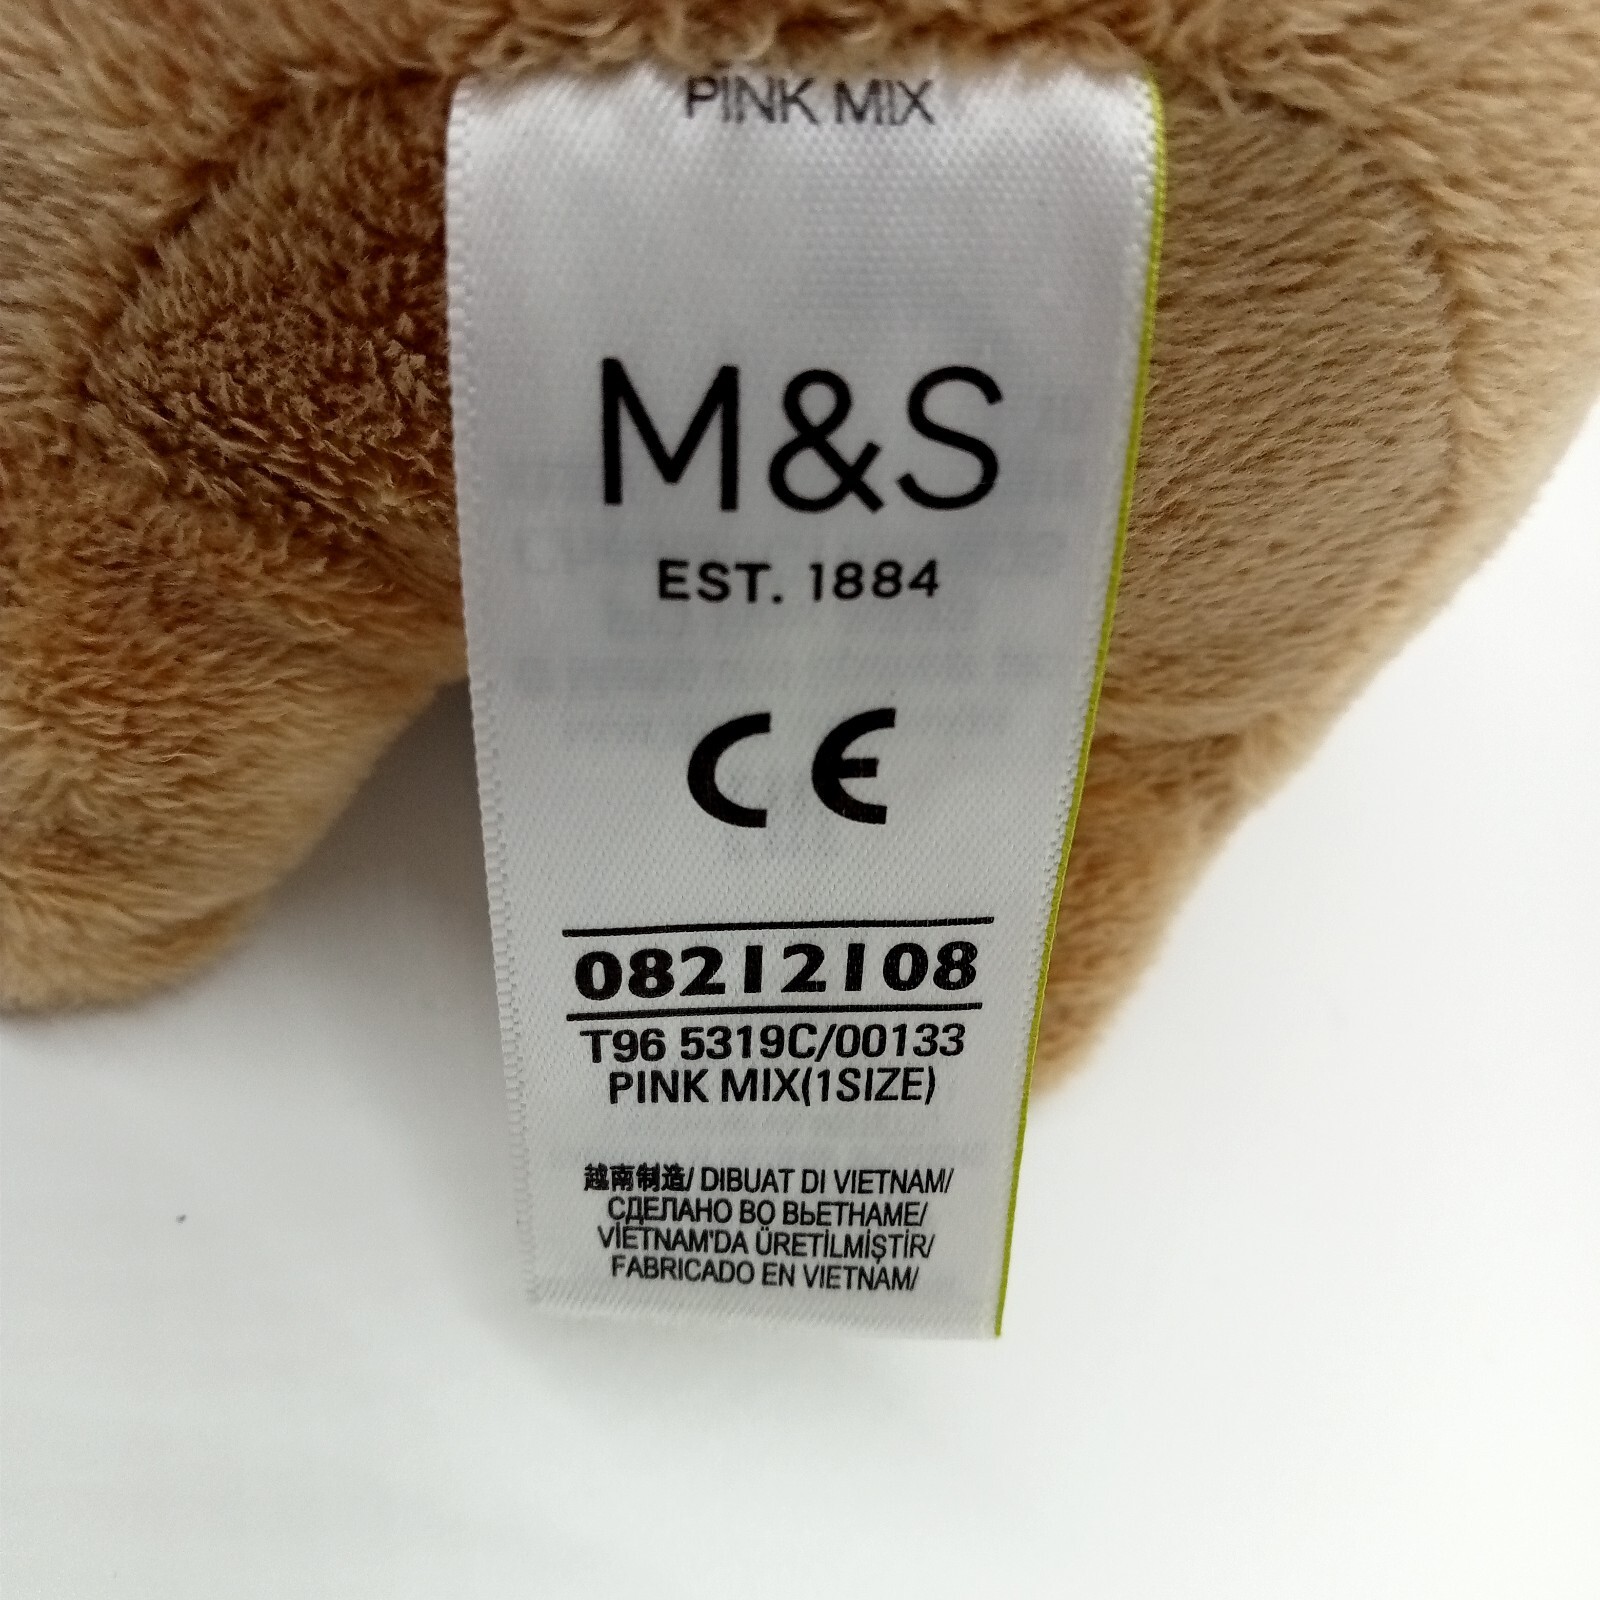 PINK MIX
M&S
EST. 1884
CE
08212108
T96 5319C/00133
PINK MIX(1SIZE)
越南制造/ DIBUAT DI VIETNAM/
СДЕЛАНО ВО ВЬЕТНАМЕ/
VİETNAM'DA ÜRETİLMİŞTİR/
FABRICADO EN VIETNAM/